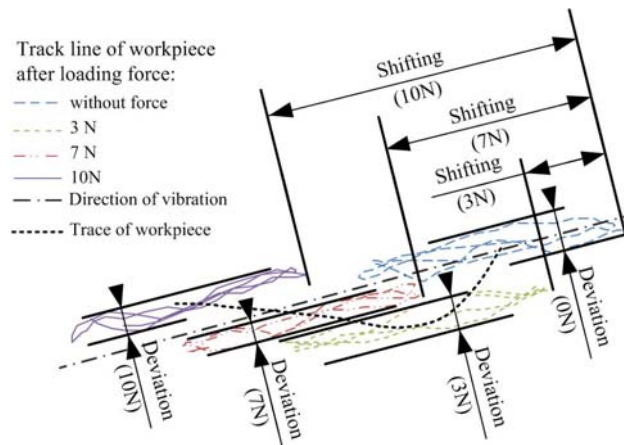 Track line of workpiece
after loading force:
without force
3 N
7 N
10N
Direction of vibration
Trace of workpiece
Shifting
(10N)
Shifting
(7N)
Shifting
(3N)
Deviation
(10N)
Deviation
(7N)
Deviation
(3N)
Deviation
(0N)